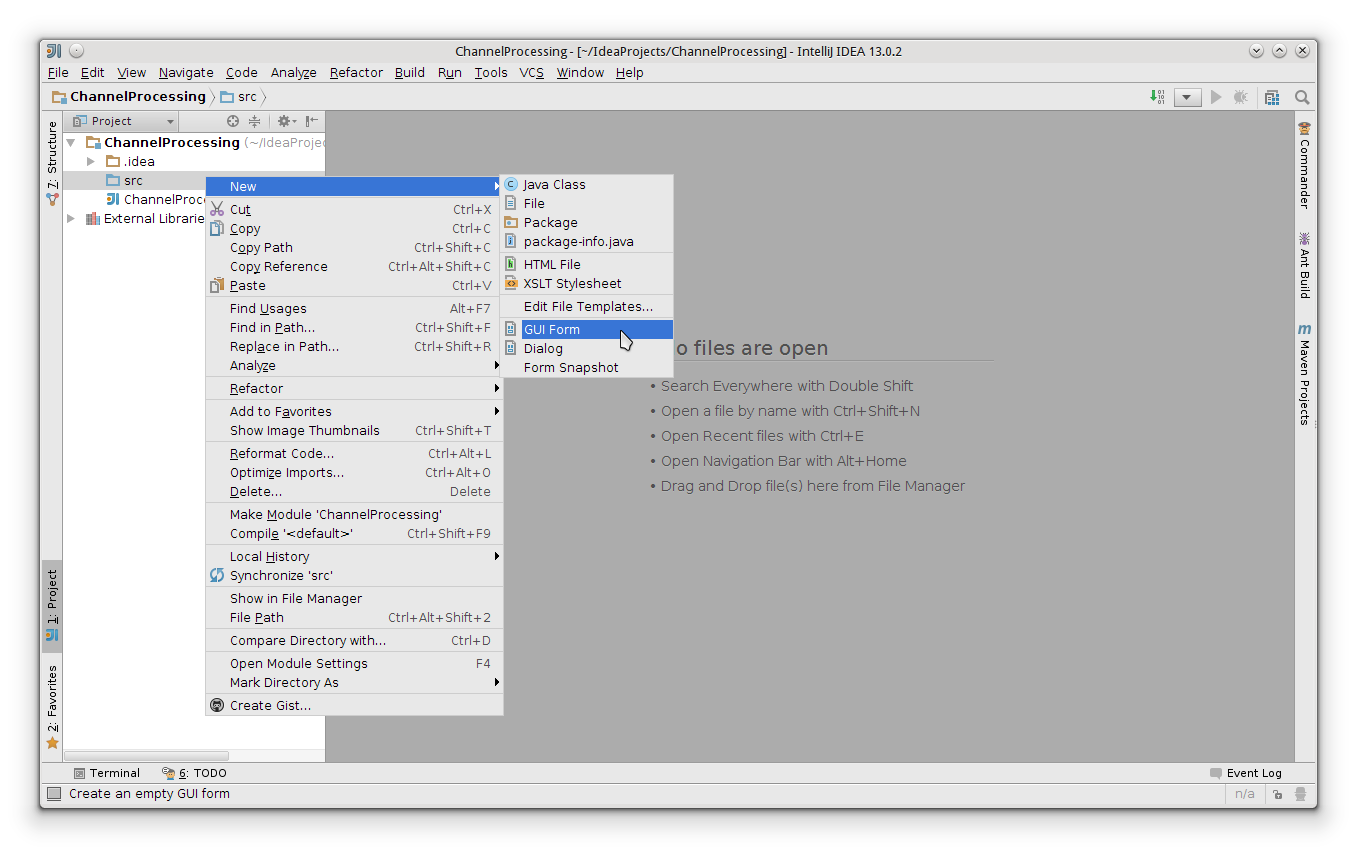 ChannelProcessing - [~/IdeaProjects/ChannelProcessing] - IntelliJ IDEA 13.0.2
File Edit View Navigate Code Analyze Refactor Build Run Tools VCS Window Help
ChannelProcessing src
7: Structure
1: Project
2: Favorites
Project
ChannelProcessing (~/IdeaProjec
.idea
src
ChannelProc
External Librarie
New
Cut Ctrl+X
Copy Ctrl+C
Copy Path Ctrl+Shift+C
Copy Reference Ctrl+Alt+Shift+C
Paste Ctrl+V
Find Usages Alt+F7
Find in Path... Ctrl+Shift+F
Replace in Path... Ctrl+Shift+R
Analyze
Refactor
Add to Favorites
Show Image Thumbnails Ctrl+Shift+T
Reformat Code... Ctrl+Alt+L
Optimize Imports... Ctrl+Alt+O
Delete... Delete
Make Module 'ChannelProcessing'
Compile '<default>' Ctrl+Shift+F9
Local History
Synchronize 'src'
Show in File Manager
File Path Ctrl+Alt+Shift+2
Compare Directory with... Ctrl+D
Open Module Settings F4
Mark Directory As
Create Gist...
Java Class
File
Package
package-info.java
HTML File
XSLT Stylesheet
Edit File Templates...
GUI Form
Dialog
Form Snapshot
o files are open
• Search Everywhere with Double Shift
• Open a file by name with Ctrl+Shift+N
• Open Recent files with Ctrl+E
• Open Navigation Bar with Alt+Home
• Drag and Drop file(s) here from File Manager
Commander
Ant Build
Maven Projects
Terminal 6: TODO Event Log
Create an empty GUI form n/a